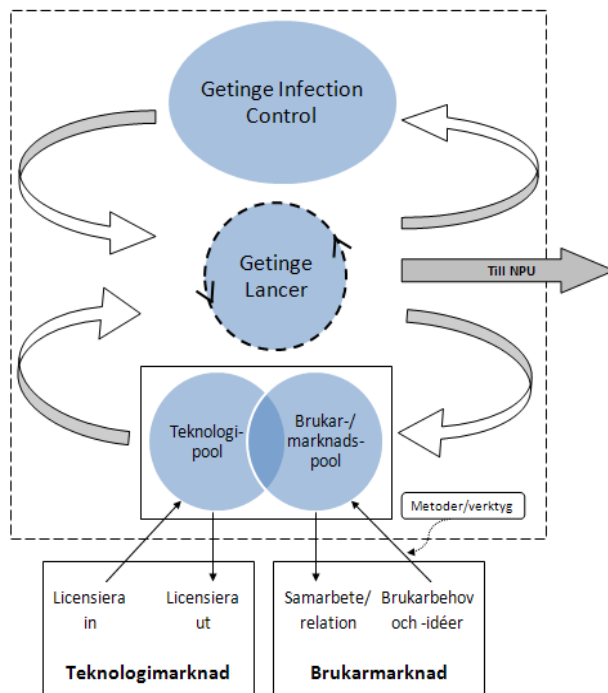 Getinge Infection
Control
Getinge
Lancer
Till NPU
Teknologi-
pool
Brukar-/
marknads-
pool
Metoder/verktyg
Licensiera
in
Licensiera
ut
Samarbete/
relation
Brukarbehov
och -idéer
Teknologimarknad
Brukarmarknad